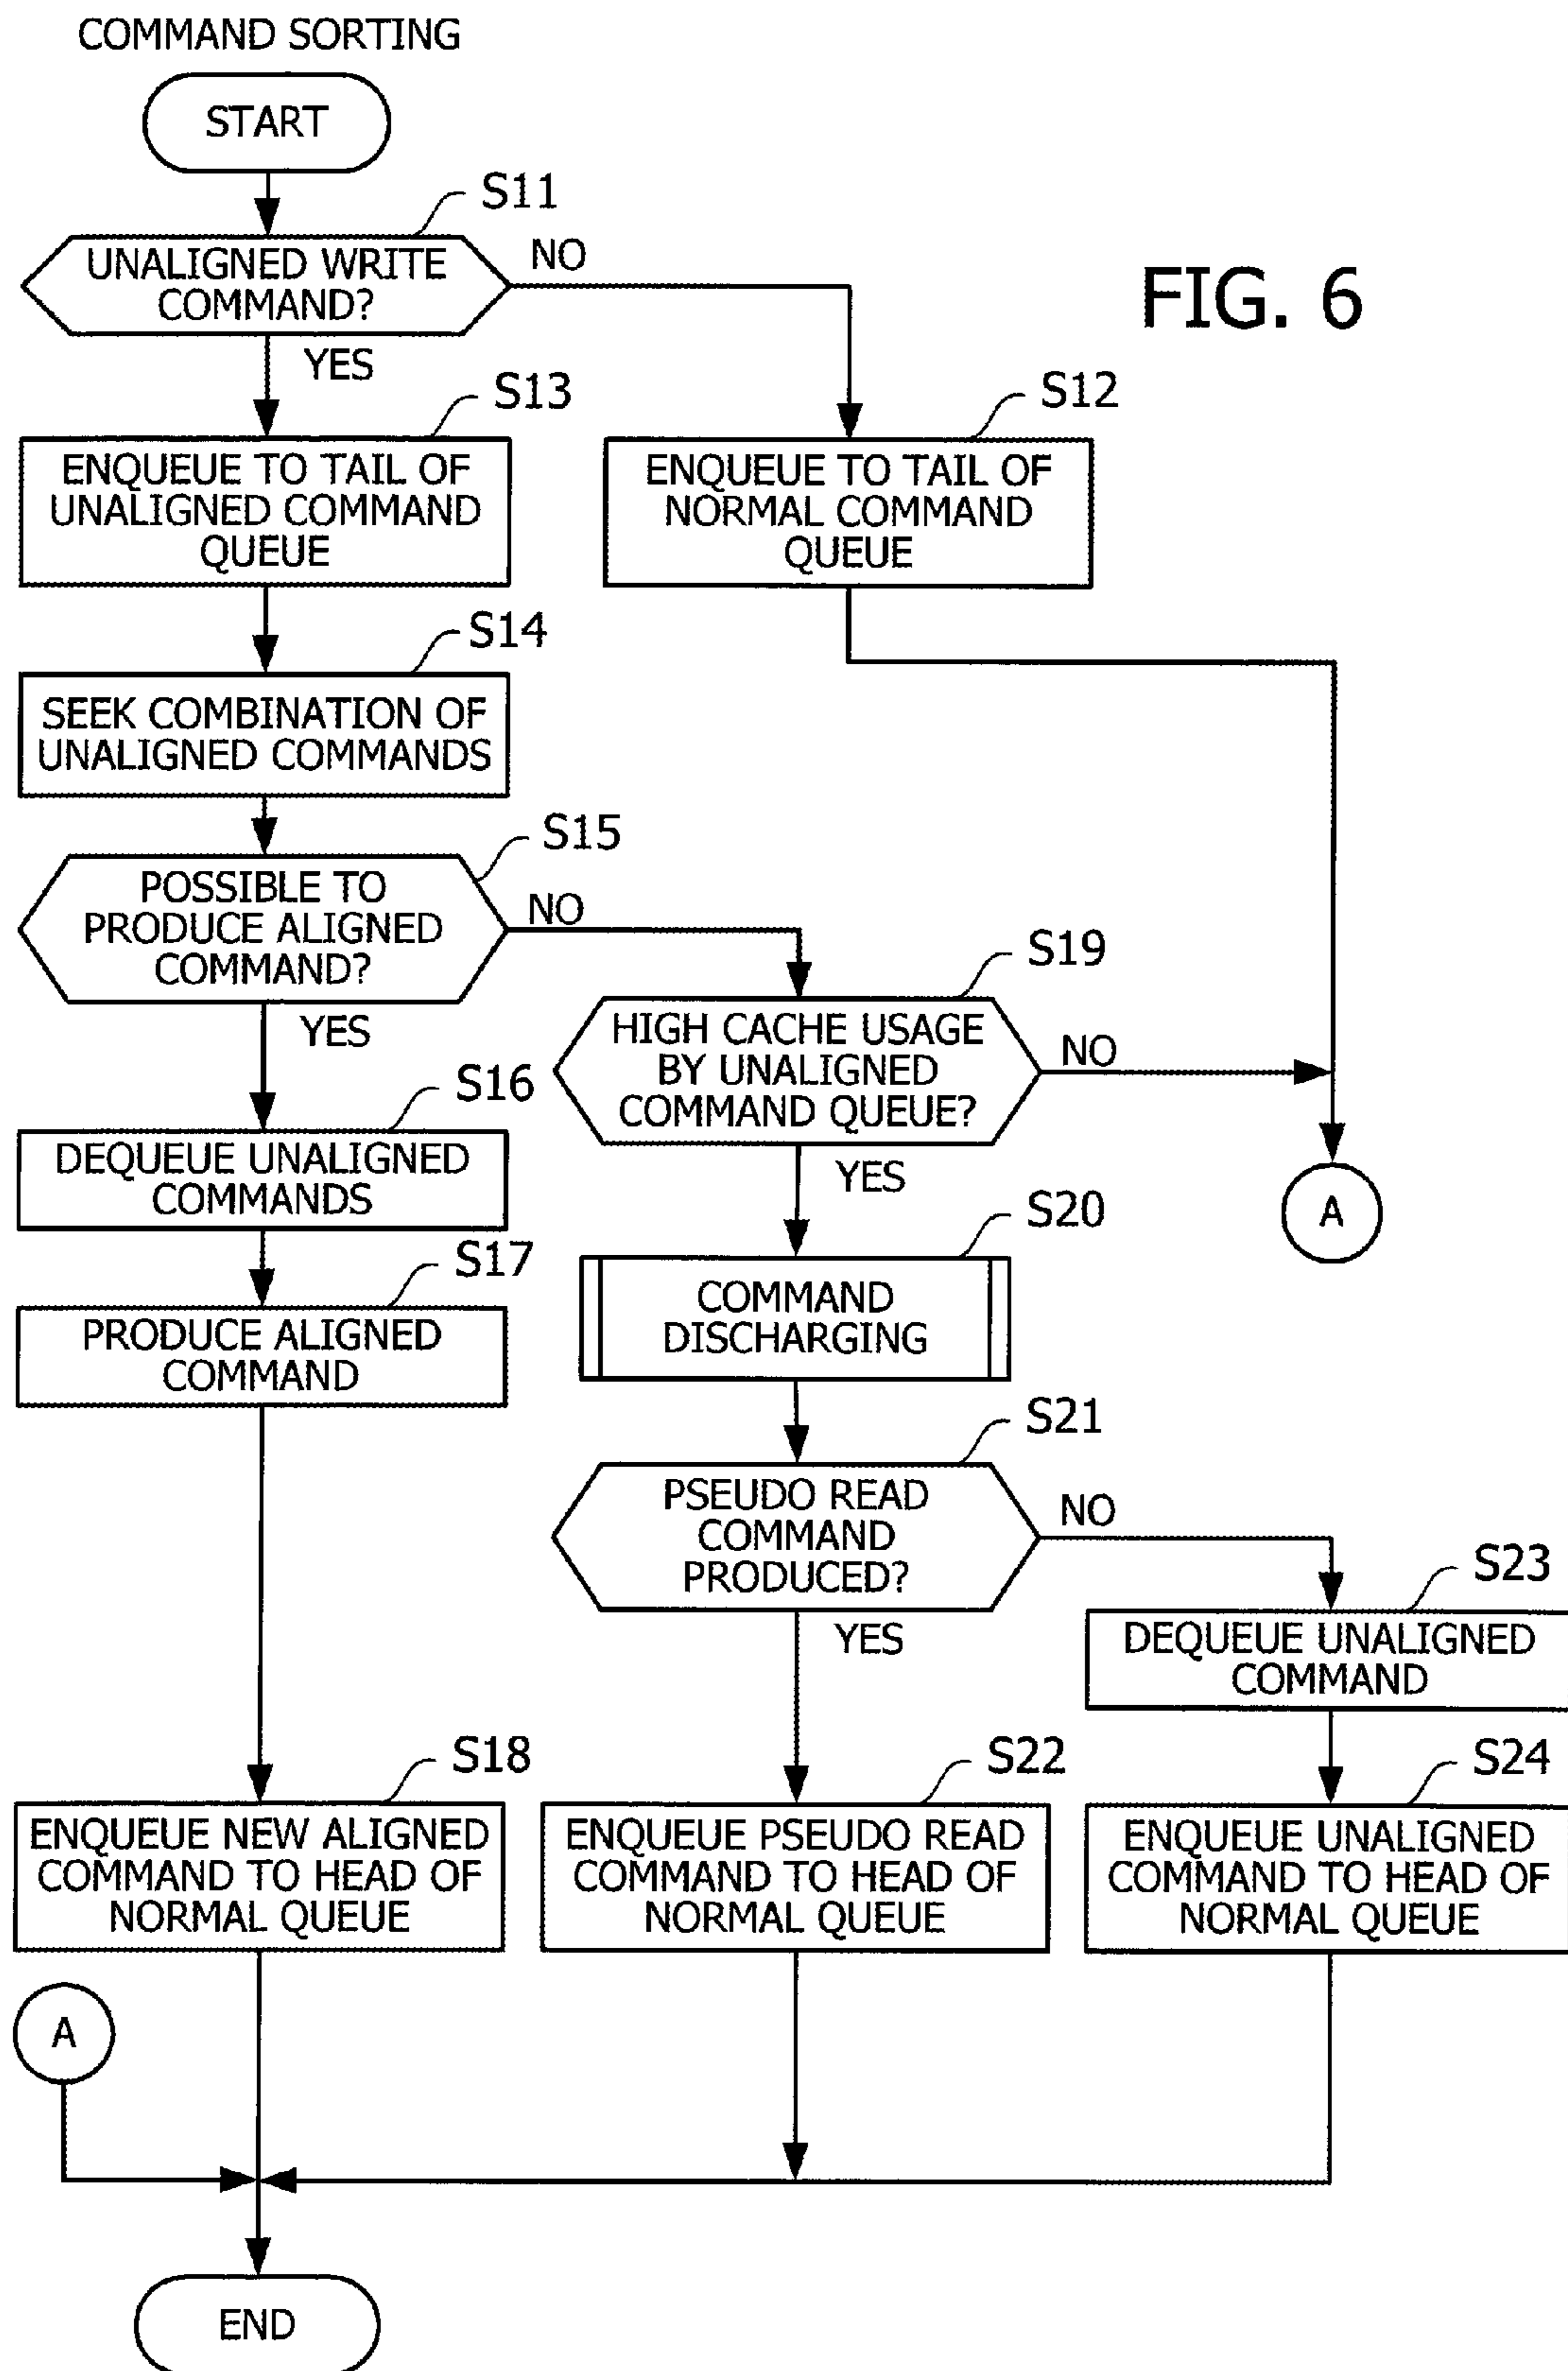 COMMAND SORTING
START
S11
UNALIGNED WRITE
COMMAND?
NO
YES
FIG. 6
S13
ENQUEUE TO TAIL OF
UNALIGNED COMMAND
QUEUE
S12
ENQUEUE TO TAIL OF
NORMAL COMMAND
QUEUE
S14
SEEK COMBINATION OF
UNALIGNED COMMANDS
S15
POSSIBLE TO
PRODUCE ALIGNED
COMMAND?
NO
YES
S19
HIGH CACHE USAGE
BY UNALIGNED
COMMAND QUEUE?
NO
YES
A
S16
DEQUEUE UNALIGNED
COMMANDS
S17
PRODUCE ALIGNED
COMMAND
S20
COMMAND
DISCHARGING
S21
PSEUDO READ
COMMAND
PRODUCED?
NO
YES
S23
DEQUEUE UNALIGNED
COMMAND
S18
ENQUEUE NEW ALIGNED
COMMAND TO HEAD OF
NORMAL QUEUE
S22
ENQUEUE PSEUDO READ
COMMAND TO HEAD OF
NORMAL QUEUE
S24
ENQUEUE UNALIGNED
COMMAND TO HEAD OF
NORMAL QUEUE
A
END